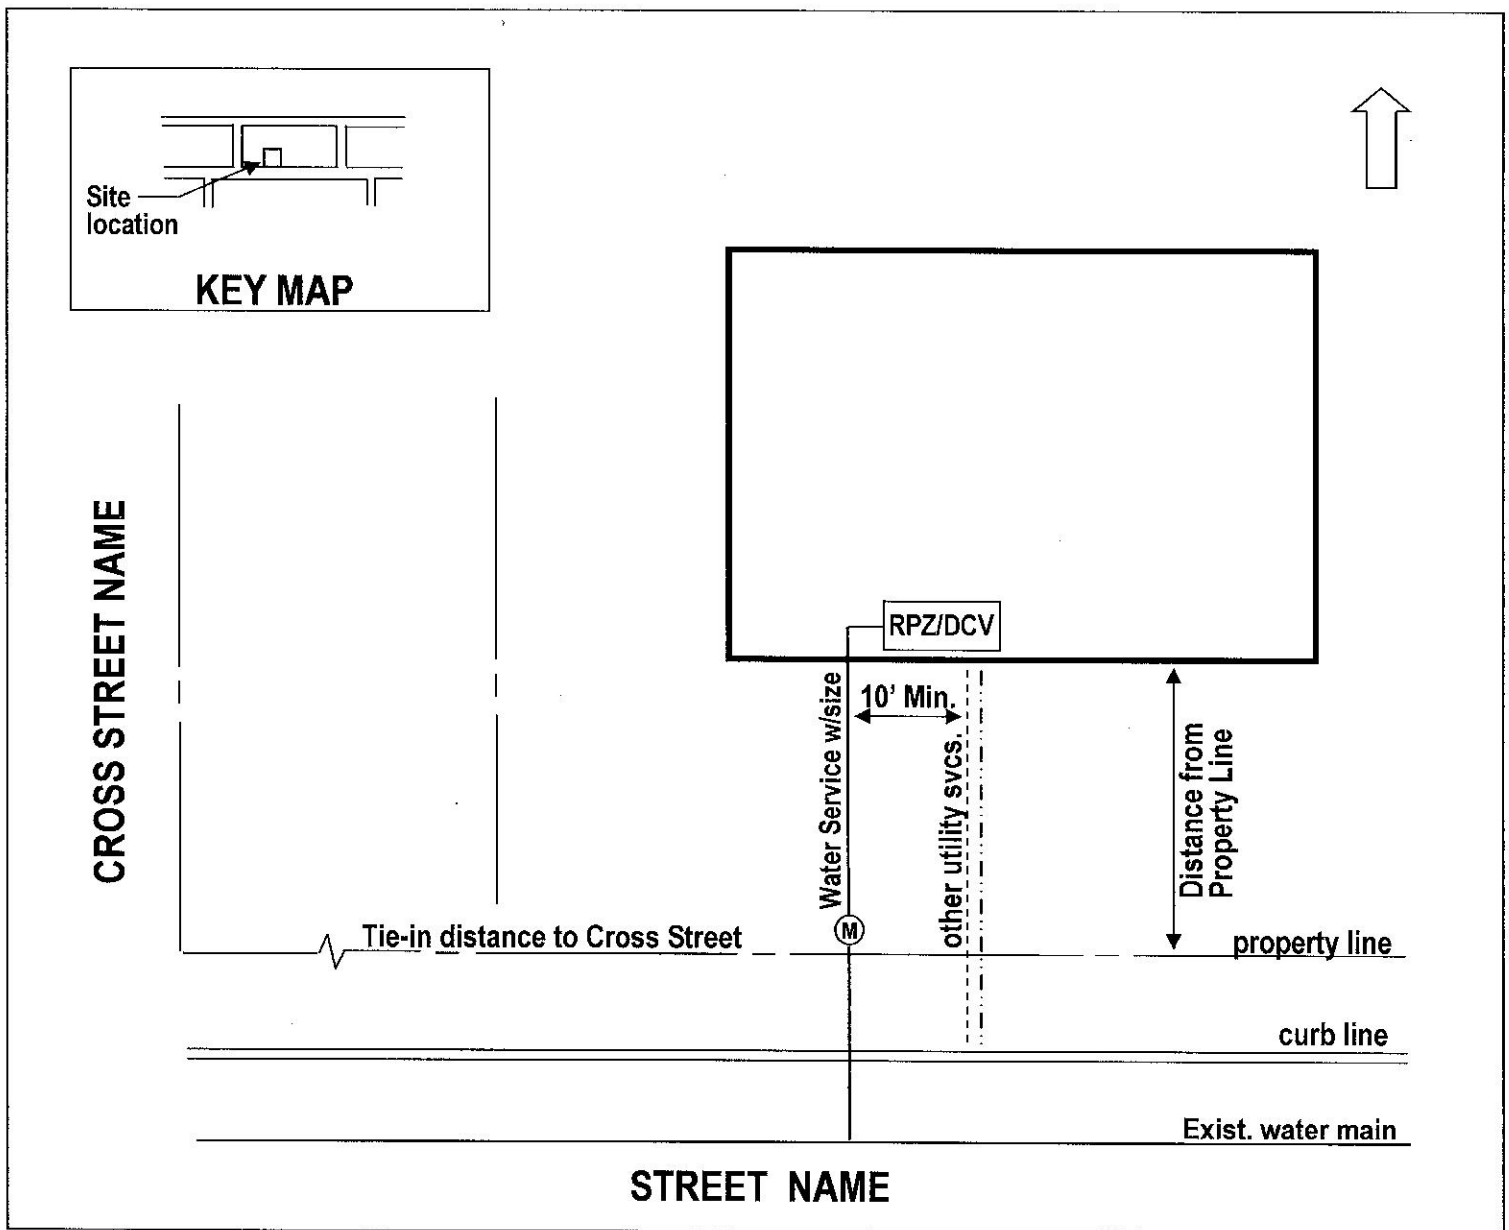 Site
location
KEY MAP
CROSS STREET NAME
RPZ/DCV
Water Service w/size
10' Min.
other utility svcs.
Distance from
Property Line
Tie-in distance to Cross Street
M
property line
curb line
Exist. water main
STREET NAME